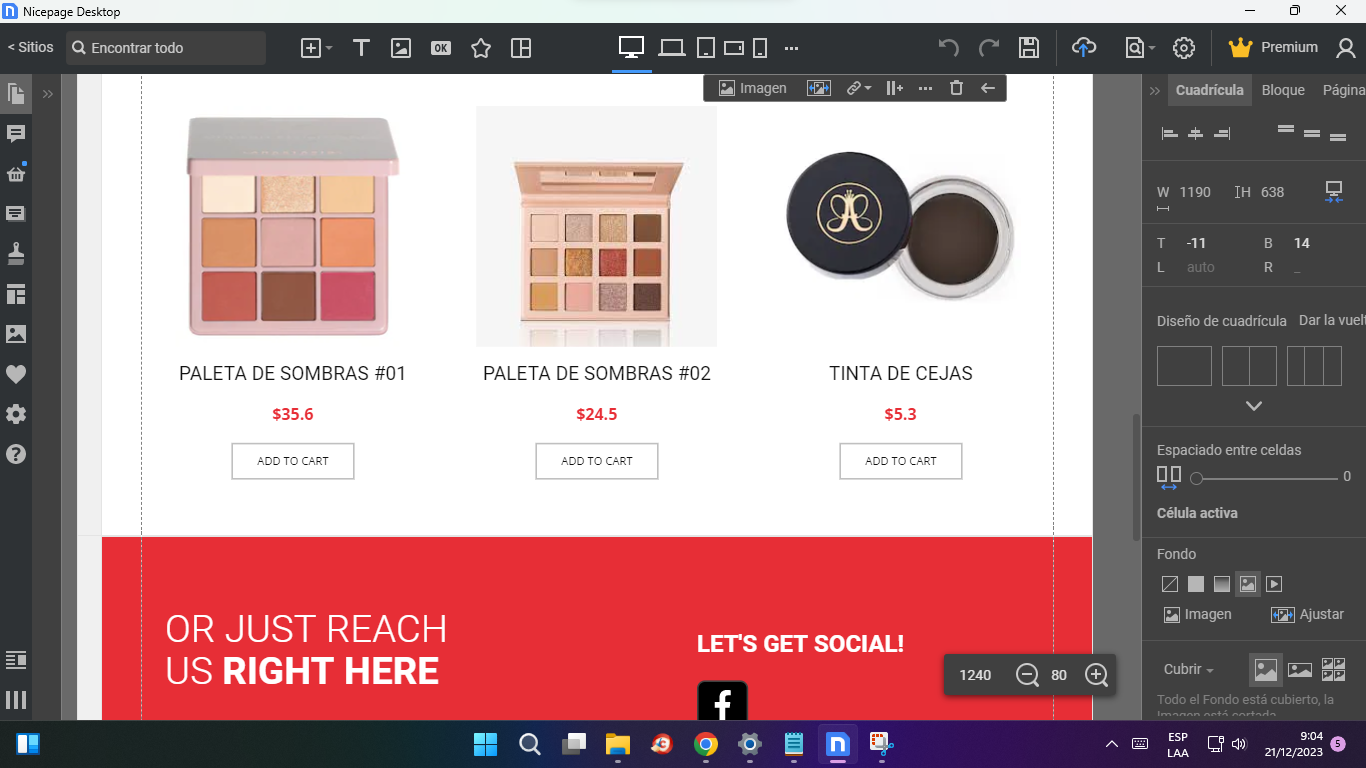 Nicepage Desktop
< Sitios
Encontrar todo
OK
Premium
Imagen
Cuadrícula
Bloque
Página
W 1190 H 638
T -11 B 14
L auto R _
Diseño de cuadrícula Dar la vuelt
Espaciado entre celdas
0
Célula activa
Fondo
Imagen
Ajustar
Cubrir
Todo el Fondo está cubierto, la
Imagen está cortada
PALETA DE SOMBRAS #01
$35.6
ADD TO CART
PALETA DE SOMBRAS #02
$24.5
ADD TO CART
TINTA DE CEJAS
$5.3
ADD TO CART
OR JUST REACH
US RIGHT HERE
LET'S GET SOCIAL!
1240 80
ESP
LAA
9:04
21/12/2023
5